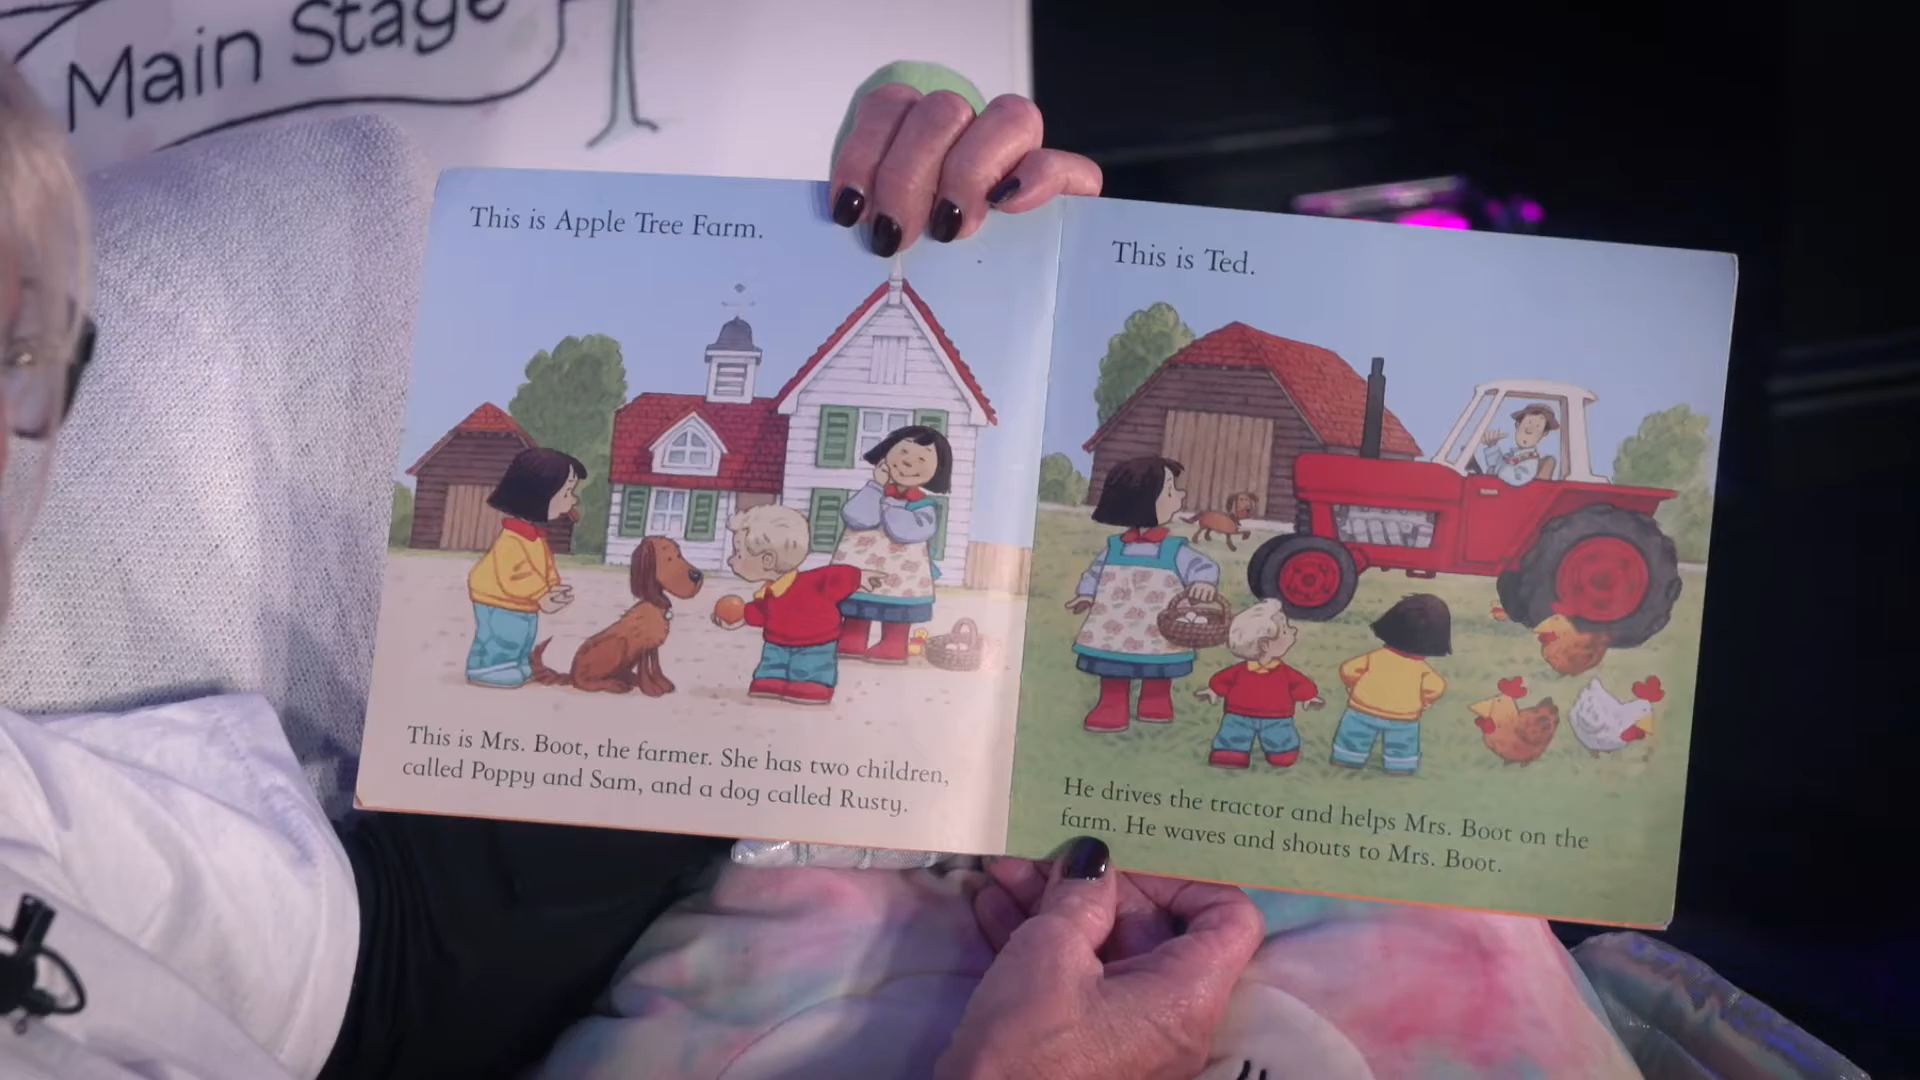 Main Stage
This is Apple Tree Farm.
This is Mrs. Boot, the farmer. She has two children,
called Poppy and Sam, and a dog called Rusty.
This is Ted.
He drives the tractor and helps Mrs. Boot on the
farm. He waves and shouts to Mrs. Boot.